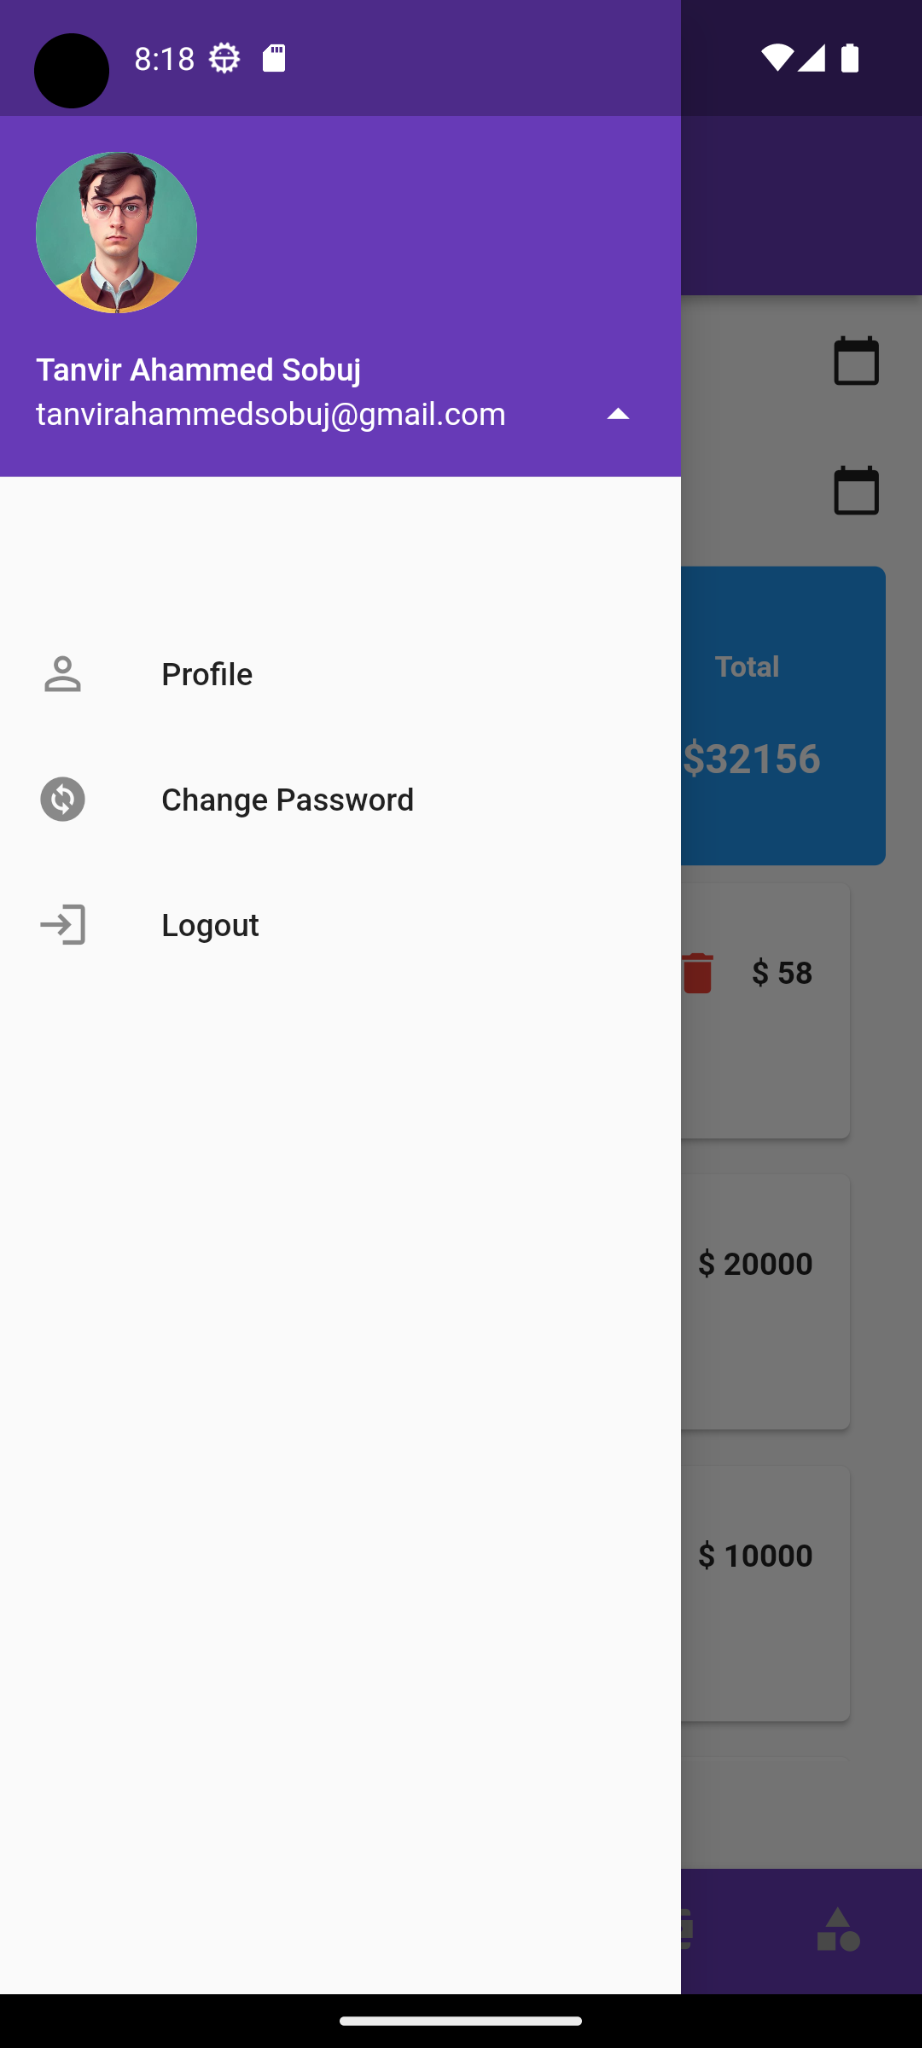 8:18
Tanvir Ahammed Sobuj
tanvirahammedsobuj@gmail.com
Total
$32156
Profile
Change Password
Logout
$ 58
$ 20000
$ 10000